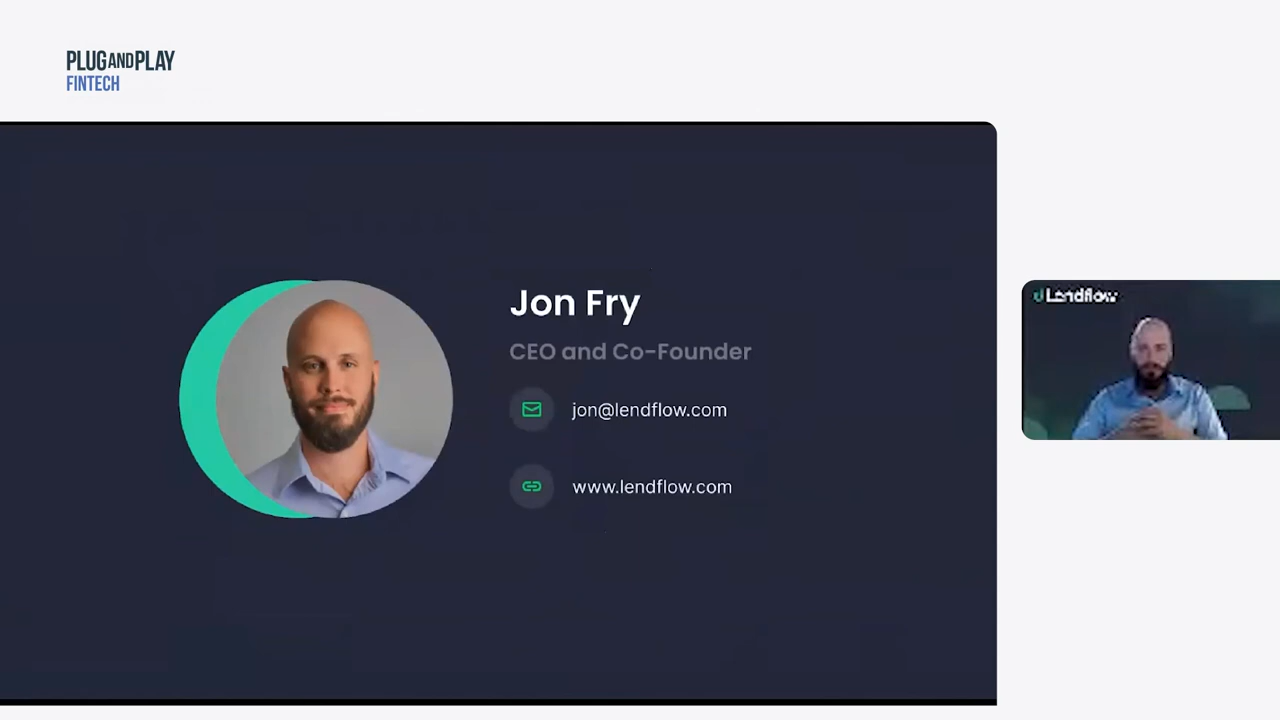 PLUGANDPLAY
FINTECH
Jon Fry
CEO and Co-Founder
jon@lendflow.com
www.lendflow.com
Lendflow